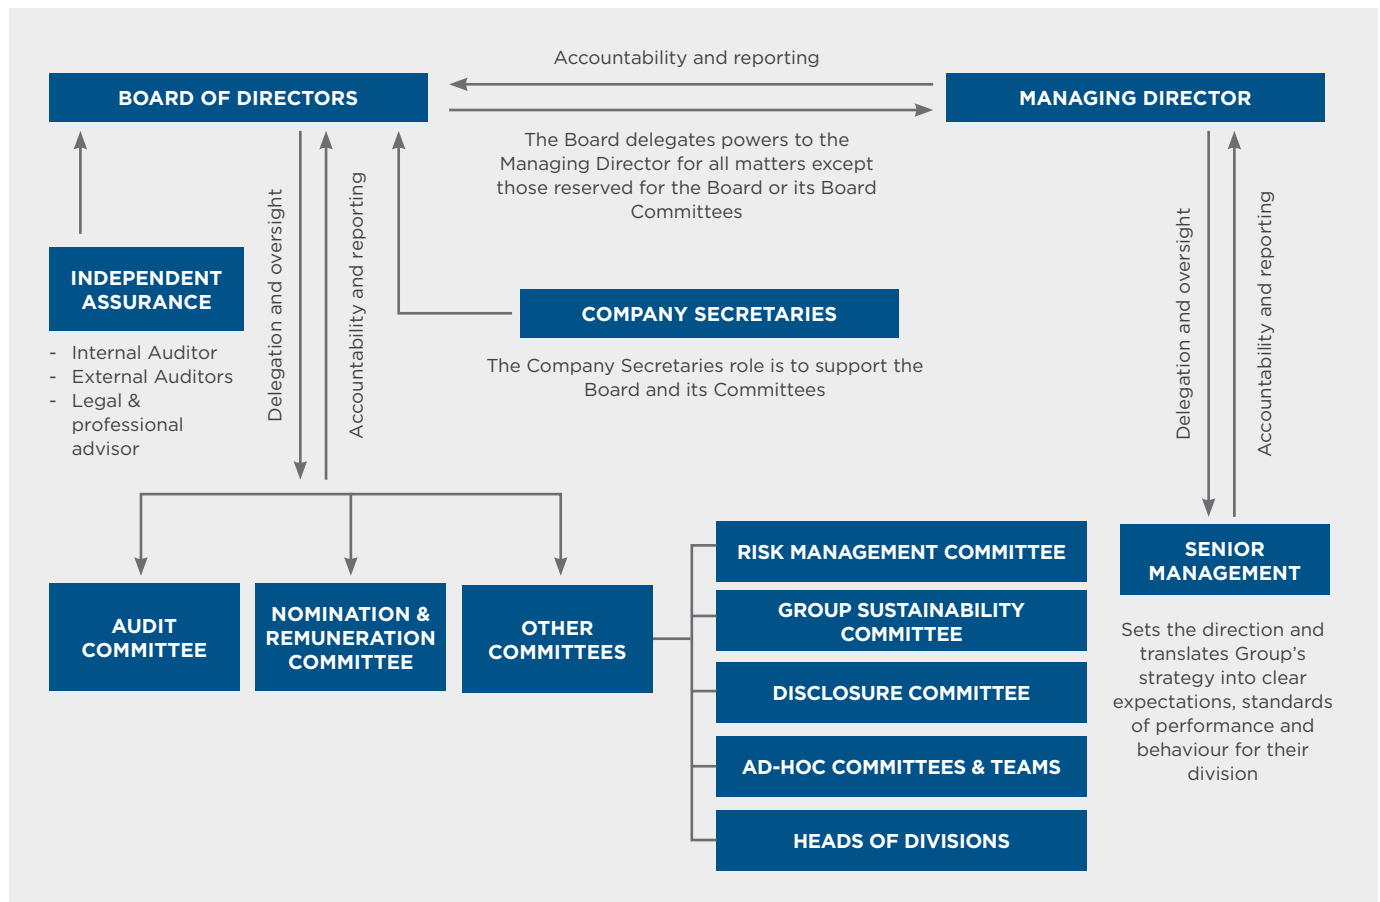 Accountability and reporting
BOARD OF DIRECTORS
MANAGING DIRECTOR
The Board delegates powers to the
Managing Director for all matters except
those reserved for the Board or its Board
Committees
Delegation and oversight
Accountability and reporting
Delegation and oversight
Accountability and reporting
INDEPENDENT
ASSURANCE
- Internal Auditor
- External Auditors
- Legal &
professional
advisor
COMPANY SECRETARIES
The Company Secretaries role is to support the
Board and its Committees
AUDIT
COMMITTEE
NOMINATION &
REMUNERATION
COMMITTEE
OTHER
COMMITTEES
RISK MANAGEMENT COMMITTEE
GROUP SUSTAINABILITY
COMMITTEE
DISCLOSURE COMMITTEE
AD-HOC COMMITTEES & TEAMS
HEADS OF DIVISIONS
SENIOR
MANAGEMENT
Sets the direction and
translates Group’s
strategy into clear
expectations, standards
of performance and
behaviour for their
division